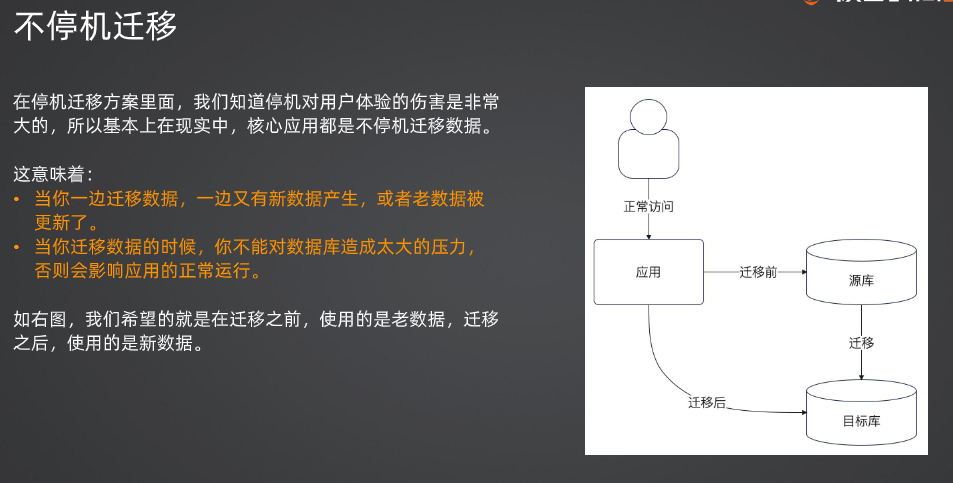 不停机迁移
在停机迁移方案里面，我们知道停机对用户体验的伤害是非常
大的，所以基本上在现实中，核心应用都是不停机迁移数据。
这意味着：
• 当你一边迁移数据，一边又有新数据产生，或者老数据被
更新了。
• 当你迁移数据的时候，你不能对数据库造成太大的压力，
否则会影响应用的正常运行。
如右图，我们希望的就是在迁移之前，使用的是老数据，迁移
之后，使用的是新数据。
正常访问
应用
迁移前
源库
迁移
迁移后
目标库